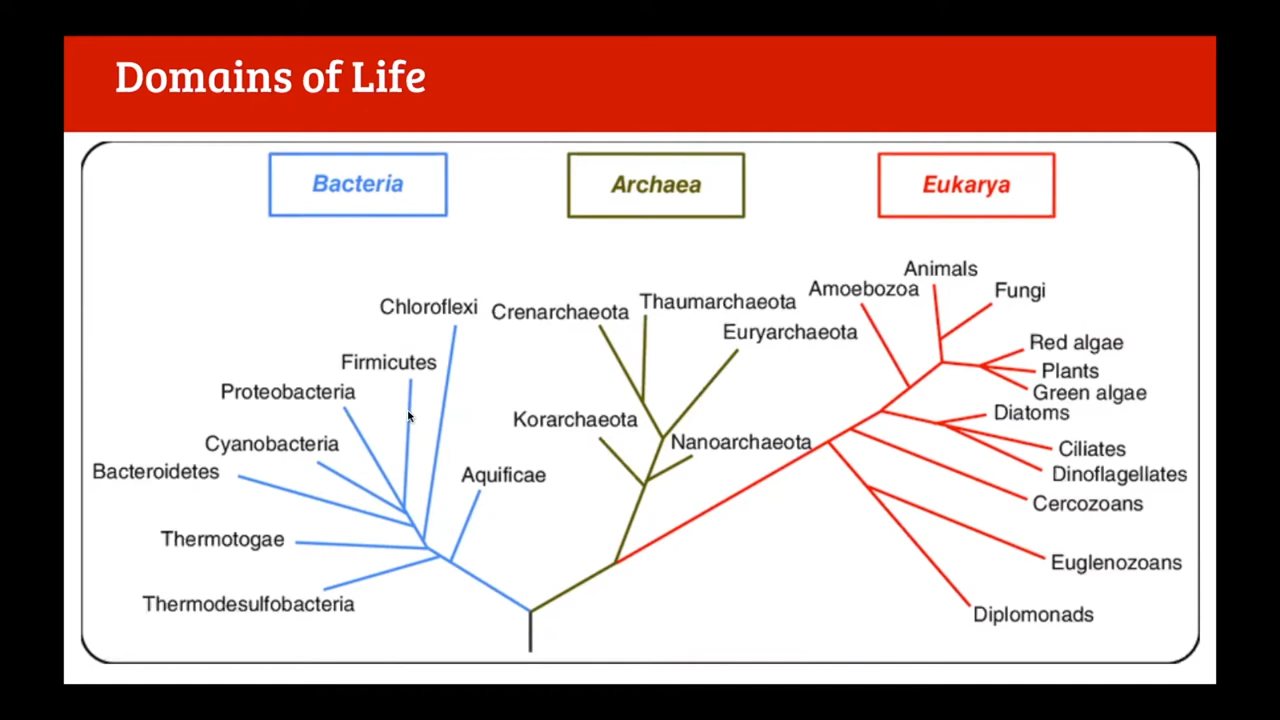 Domains of Life
Bacteria
Archaea
Eukarya
Chloroflexi
Firmicutes
Proteobacteria
Cyanobacteria
Bacteroidetes
Aquificae
Thermotogae
Thermodesulfobacteria
Crenarchaeota
Thaumarchaeota
Euryarchaeota
Korarchaeota
Nanoarchaeota
Amoebozoa
Animals
Fungi
Red algae
Plants
Green algae
Diatoms
Ciliates
Dinoflagellates
Cercozoans
Euglenozoans
Diplomonads